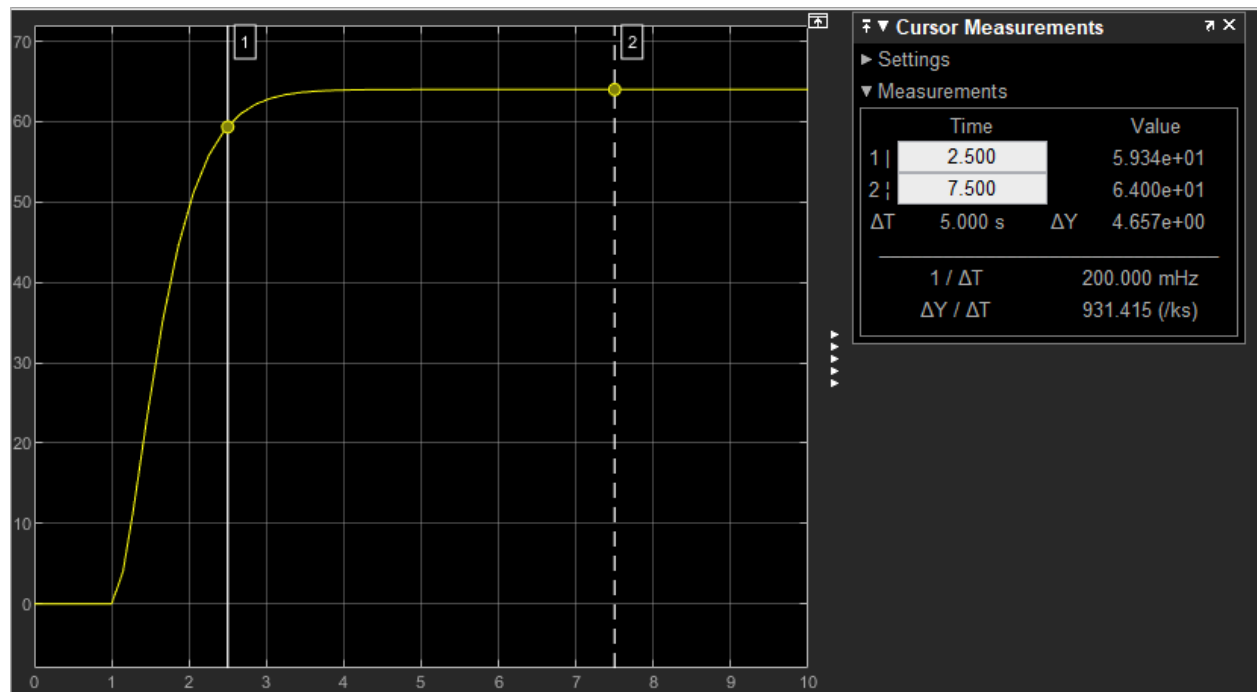 70
60
50
40
30
20
10
0
0 1 2 3 4 5 6 7 8 9 10
1
2
Cursor Measurements
Settings
Measurements
Time Value
1 | 2.500 5.934e+01
2 ¦ 7.500 6.400e+01
ΔT 5.000 s ΔY 4.657e+00
1 / ΔT 200.000 mHz
ΔY / ΔT 931.415 (/ks)